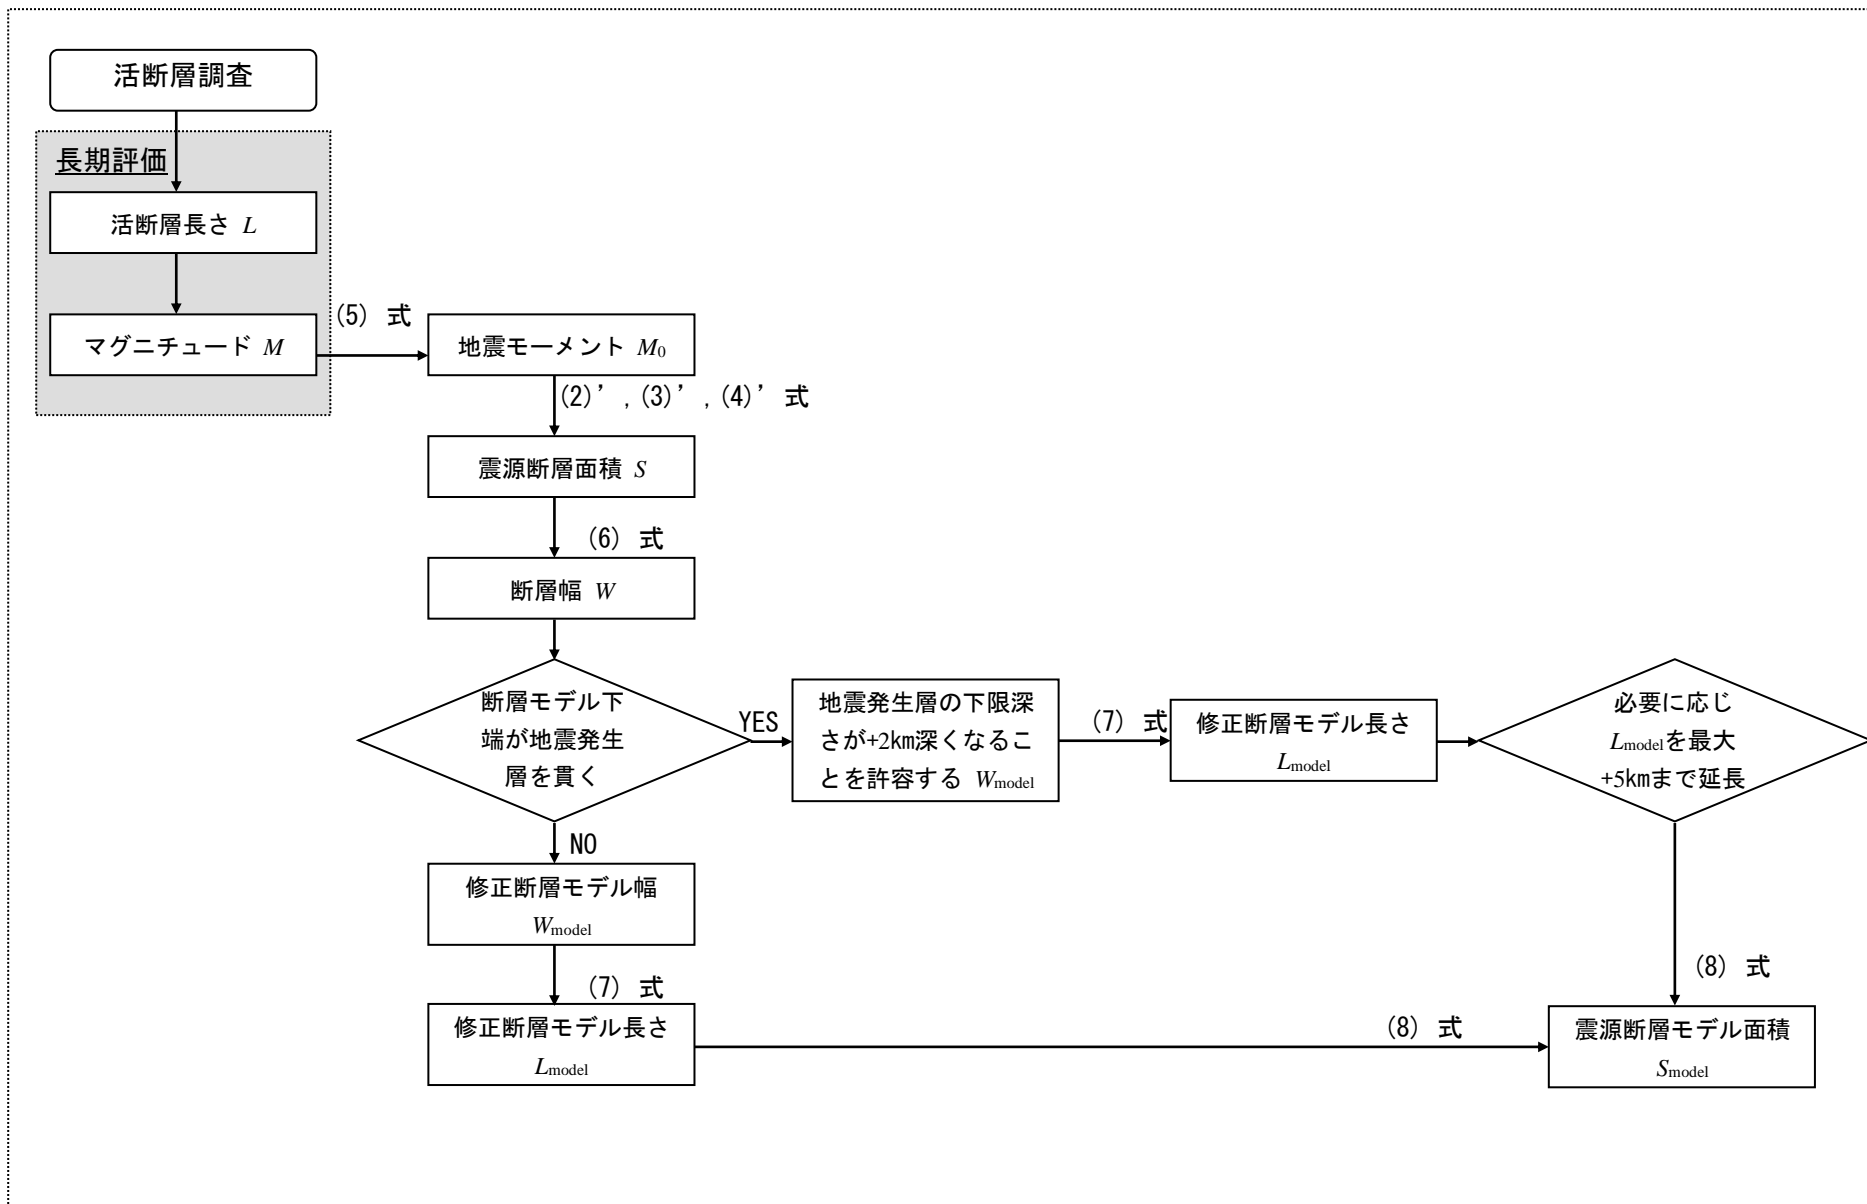 活断層調査
長期評価
活断層長さ L
マグニチュード M
(5) 式
地震モーメント M0
(2)’,(3)’,(4)’ 式
震源断層面積 S
(6) 式
断層幅 W
断層モデル下
端が地震発生
層を貫く
YES
地震発生層の下限深
さが+2km深くなるこ
とを許容する Wmodel
(7) 式
修正断層モデル長さ
Lmodel
必要に応じ
Lmodelを最大
+5kmまで延長
NO
修正断層モデル幅
Wmodel
(7) 式
修正断層モデル長さ
Lmodel
(8) 式
(8) 式
震源断層モデル面積
Smodel